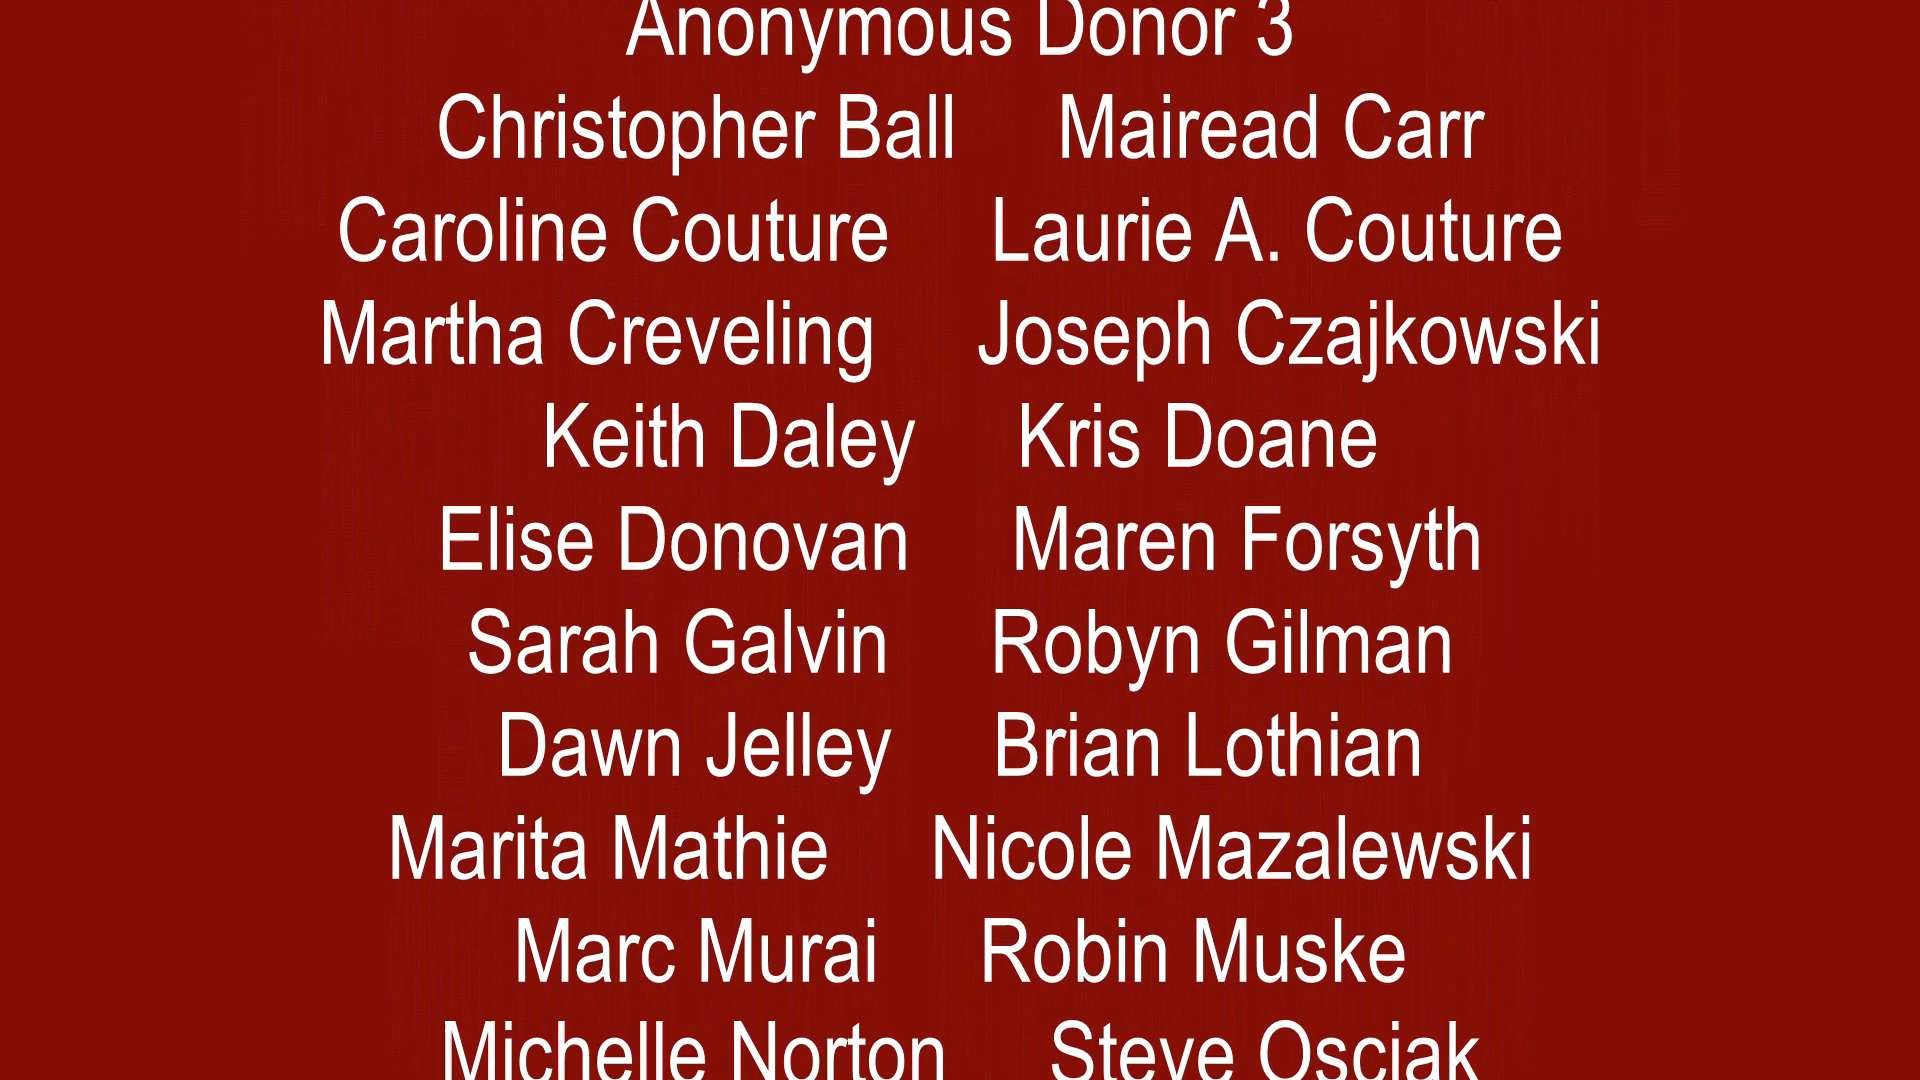 Anonymous Donor 3
Christopher Ball Mairead Carr
Caroline Couture Laurie A. Couture
Martha Creveling Joseph Czajkowski
Keith Daley Kris Doane
Elise Donovan Maren Forsyth
Sarah Galvin Robyn Gilman
Dawn Jelley Brian Lothian
Marita Mathie Nicole Mazalewski
Marc Murai Robin Muske
Michelle Norton Steve Osciak